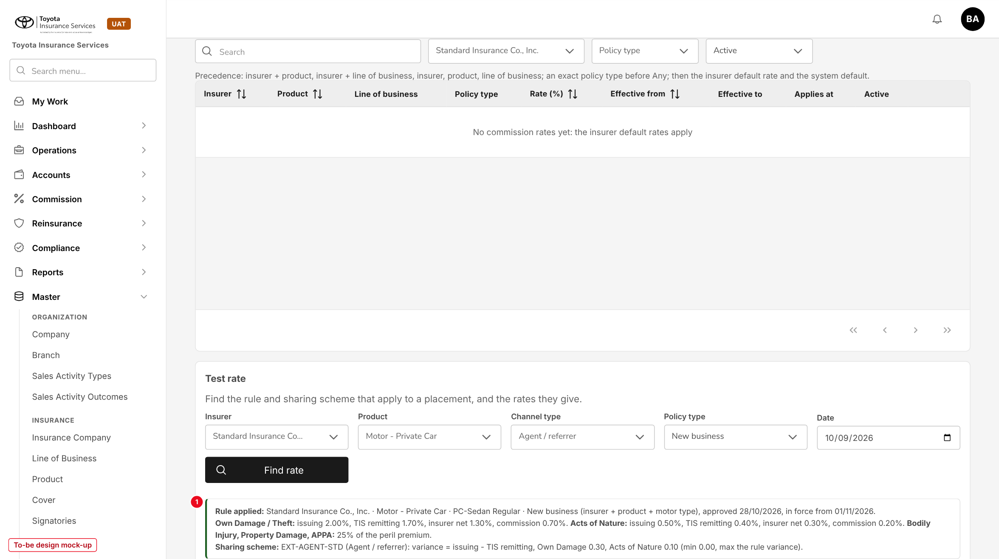 Toyota
Insurance Services
UAT
BA
Toyota Insurance Services
Search menu...
My Work
Dashboard
Operations
Accounts
Commission
Reinsurance
Compliance
Reports
Master
ORGANIZATION
Company
Branch
Sales Activity Types
Sales Activity Outcomes
INSURANCE
Insurance Company
Line of Business
Product
Cover
Signatories
To-be design mock-up
Search
Standard Insurance Co., Inc.
Policy type
Active
Precedence: insurer + product, insurer + line of business, insurer, product, line of business; an exact policy type before Any; then the insurer default rate and the system default.
Insurer Product Line of business Policy type Rate (%) Effective from Effective to Applies at Active
No commission rates yet: the insurer default rates apply
Test rate
Find the rule and sharing scheme that apply to a placement, and the rates they give.
Insurer Product Channel type Policy type Date
Standard Insurance Co... Motor - Private Car Agent / referrer New business 10/09/2026
Find rate
1
Rule applied: Standard Insurance Co., Inc. · Motor - Private Car · PC-Sedan Regular · New business (insurer + product + motor type), approved 28/10/2026, in force from 01/11/2026.
Own Damage / Theft: issuing 2.00%, TIS remitting 1.70%, insurer net 1.30%, commission 0.70%. Acts of Nature: issuing 0.50%, TIS remitting 0.40%, insurer net 0.30%, commission 0.20%. Bodily
Injury, Property Damage, APPA: 25% of the peril premium.
Sharing scheme: EXT-AGENT-STD (Agent / referrer): variance = issuing - TIS remitting, Own Damage 0.30, Acts of Nature 0.10 (min 0.00, max the rule variance).